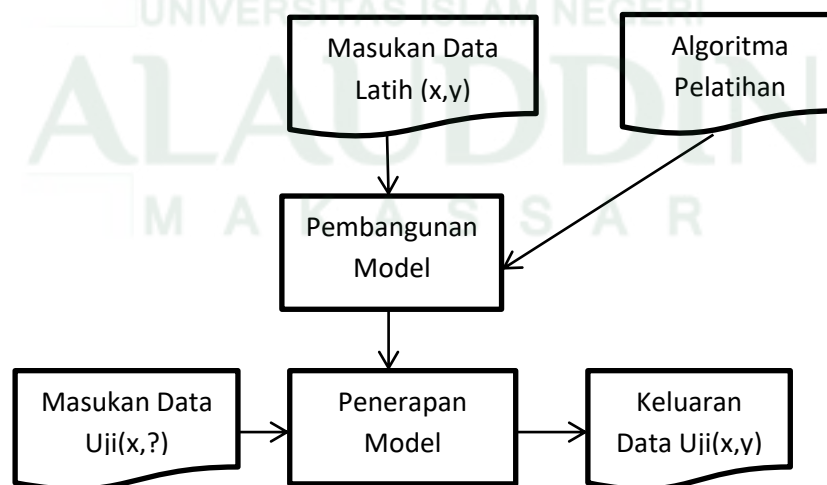 UNIVERSITAS ISLAM NEGERI
ALAUDDIN
MAKASSAR
Masukan Data
Latih (x,y)
Algoritma
Pelatihan
Pembangunan
Model
Masukan Data
Uji(x,?)
Penerapan
Model
Keluaran
Data Uji(x,y)